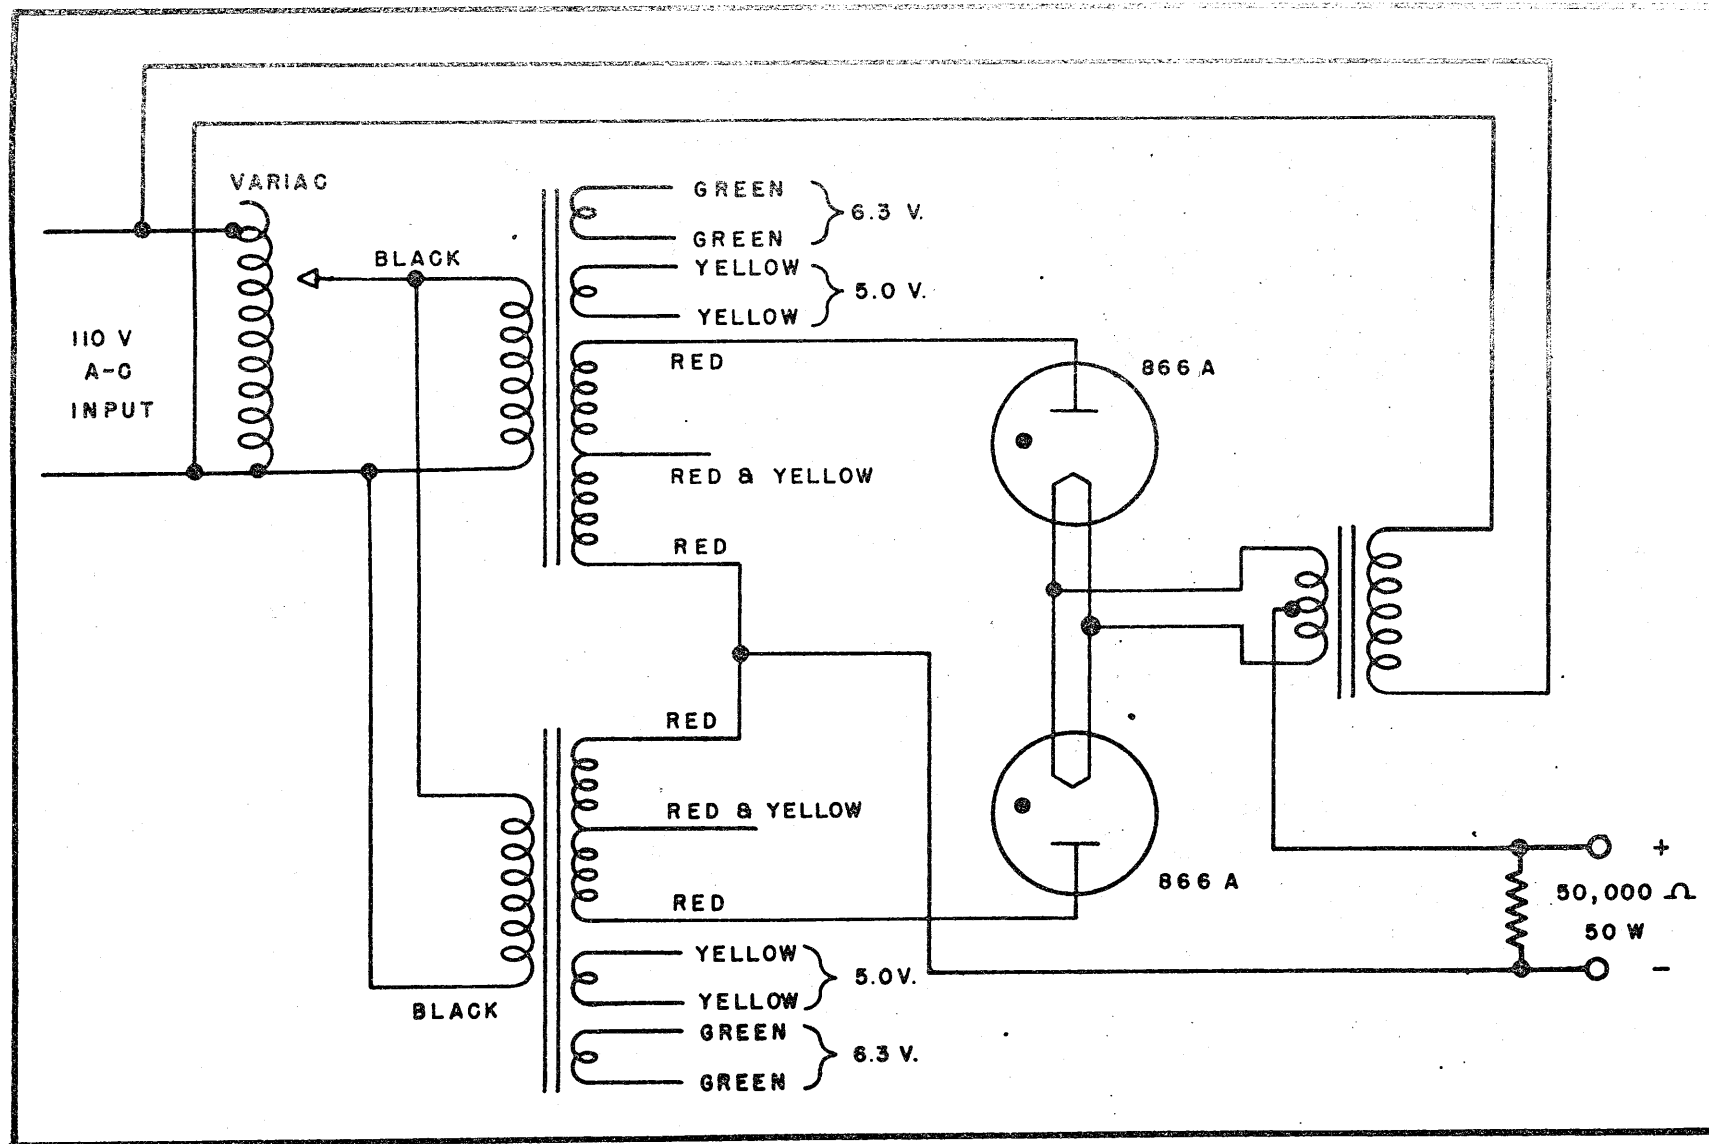 VARIAC
110 V
A-C
INPUT
BLACK
GREEN
GREEN
6.3 V.
YELLOW
YELLOW
5.0 V.
RED
RED & YELLOW
RED
866 A
RED
RED & YELLOW
RED
866 A
BLACK
YELLOW
YELLOW
5.0 V.
GREEN
GREEN
6.3 V.
+
50,000 Ω
50 W
-